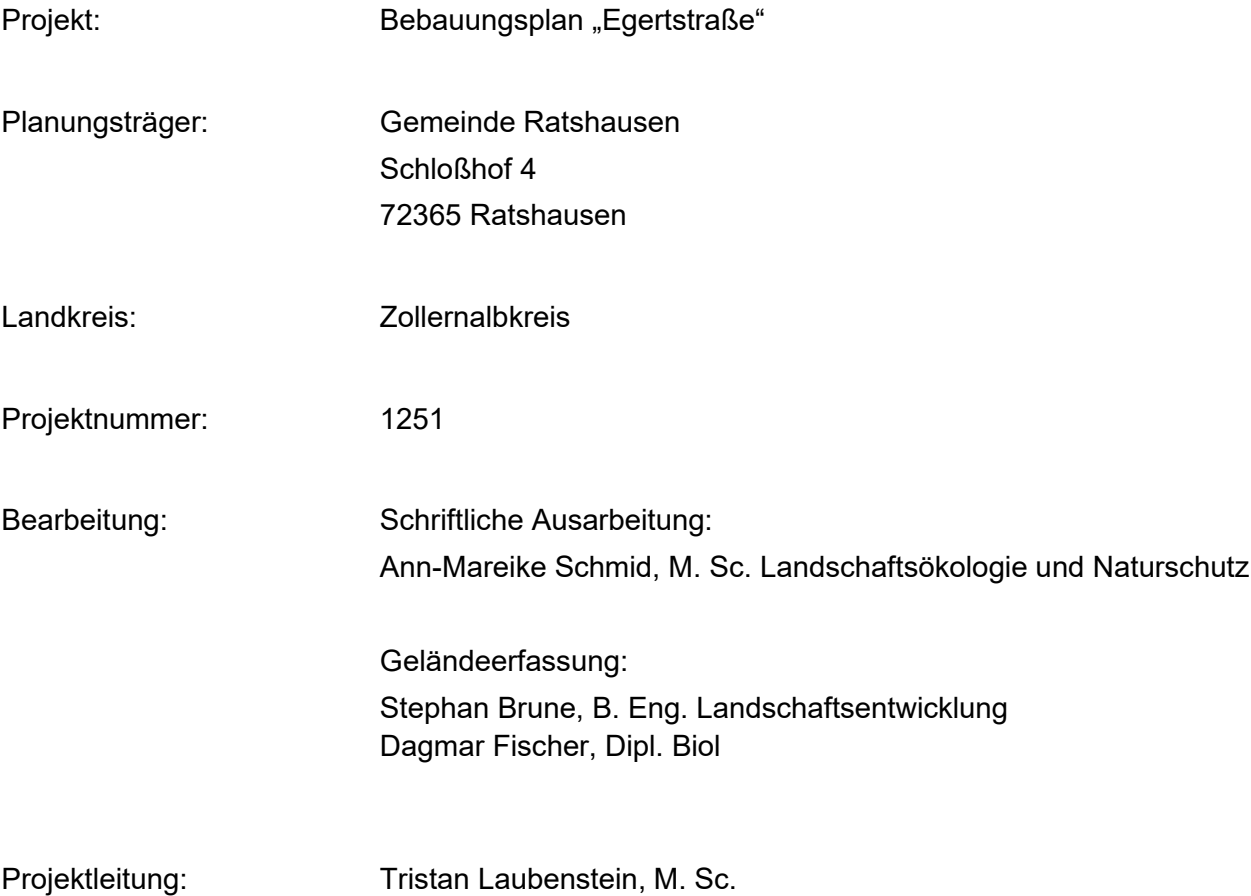 Projekt: Bebauungsplan „Egertstraße“
Planungsträger: Gemeinde Ratshausen
Schloßhof 4
72365 Ratshausen
Landkreis: Zollernalbkreis
Projektnummer: 1251
Bearbeitung: Schriftliche Ausarbeitung:
Ann-Mareike Schmid, M. Sc. Landschaftsökologie und Naturschutz
Geländeerfassung:
Stephan Brune, B. Eng. Landschaftsentwicklung
Dagmar Fischer, Dipl. Biol
Projektleitung: Tristan Laubenstein, M. Sc.